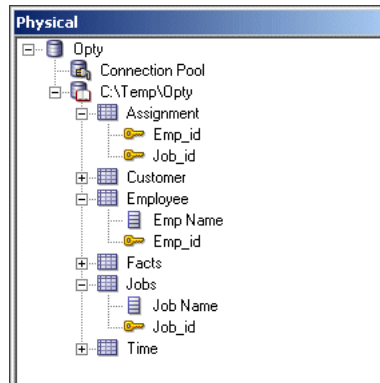 Physical
Opty
Connection Pool
C:\Temp\Opty
Assignment
Emp_id
Job_id
Customer
Employee
Emp Name
Emp_id
Facts
Jobs
Job Name
Job_id
Time